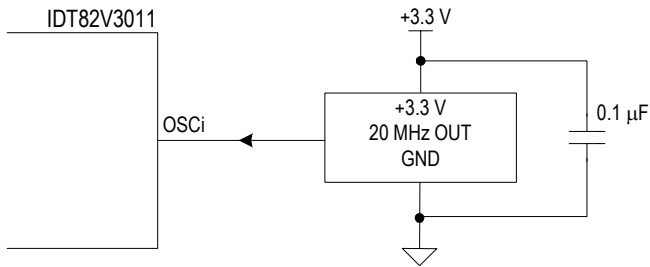 IDT82V3011
+3.3 V
OSCi
+3.3 V
20 MHz OUT
GND
0.1 μF